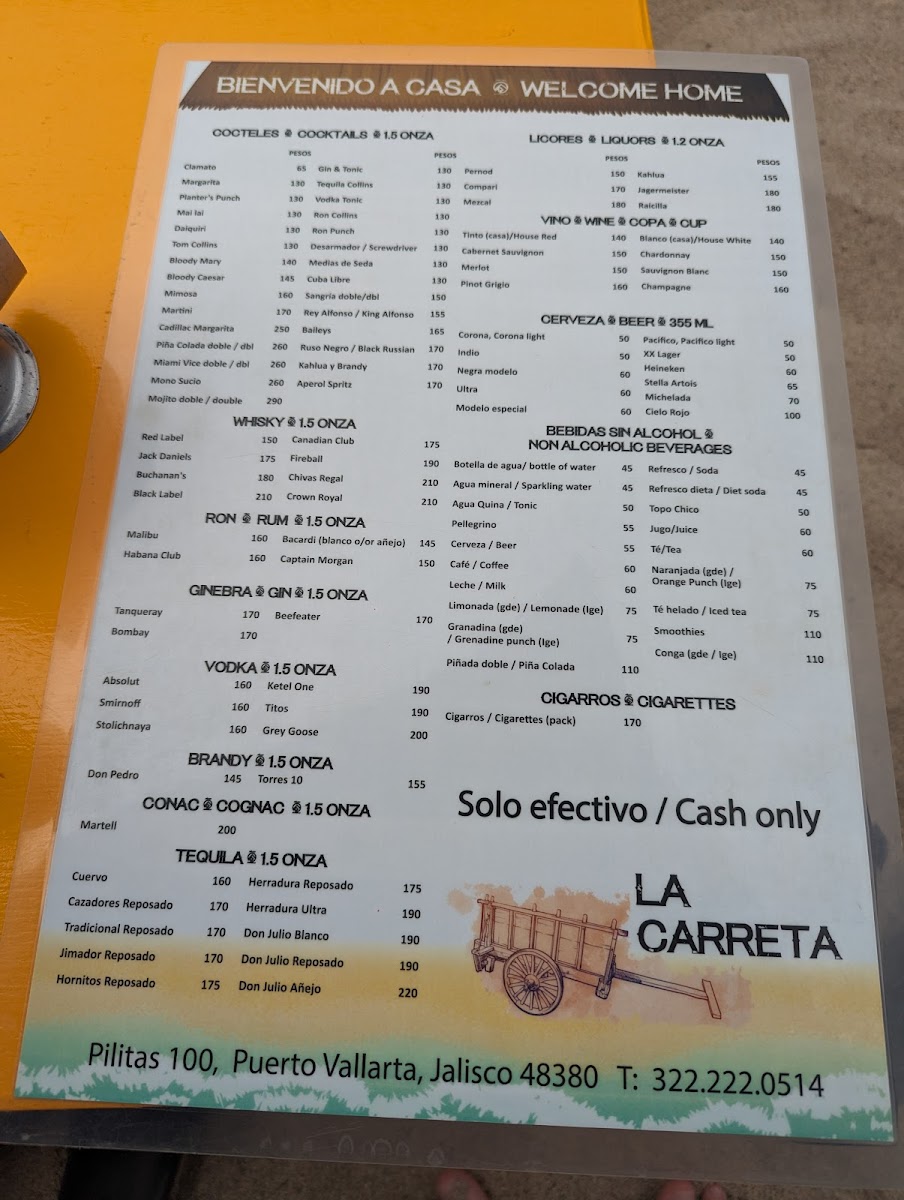 BIENVENIDO A CASA WELCOME HOME
COCTELES COCKTAILS 1.5 ONZA
PESOS PESOS
Clamato 65 Gin & Tonic 130
Margarita 130 Tequila Collins 130
Planter's Punch 130 Vodka Tonic 130
Mai Iai 130 Ron Collins 130
Daiquiri 130 Ron Punch 130
Tom Collins 130 Desarmador / Screwdriver 130
Bloody Mary 140 Medias de Seda 130
Bloody Caesar 145 Cuba Libre 130
Mimosa 160 Sangria doble/dbl 150
Martini 170 Rey Alfonso / King Alfonso 155
Cadillac Margarita 250 Baileys 165
Piña Colada doble / dbl 260 Ruso Negro / Black Russian 170
Miami Vice doble / dbl 260 Kahlua y Brandy 170
Mono Sucio 260 Aperol Spritz 170
Mojito doble / double 290
WHISKY 1.5 ONZA
Red Label 150 Canadian Club 175
Jack Daniels 175 Fireball 190
Buchanan's 180 Chivas Regal 210
Black Label 210 Crown Royal 210
RON RUM 1.5 ONZA
Malibu 160 Bacardi (blanco o/or añejo) 145
Habana Club 160 Captain Morgan 150
GINEBRA GIN 1.5 ONZA
Tanqueray 170 Beefeater 170
Bombay 170
VODKA 1.5 ONZA
Absolut 160 Ketel One 190
Smirnoff 160 Titos 190
Stolichnaya 160 Grey Goose 200
BRANDY 1.5 ONZA
Don Pedro 145 Torres 10 155
CONAC COGNAC 1.5 ONZA
Martell 200
TEQUILA 1.5 ONZA
Cuervo 160 Herradura Reposado 175
Cazadores Reposado 170 Herradura Ultra 190
Tradicional Reposado 170 Don Julio Blanco 190
Jimador Reposado 170 Don Julio Reposado 190
Hornitos Reposado 175 Don Julio Añejo 220
LICORES LIQUORS 1.2 ONZA
PESOS PESOS
Pernod 150 Kahlua 155
Compari 170 Jagermeister 180
Mezcal 180 Raicilla 180
VINO WINE COPA CUP
Tinto (casa)/House Red 140 Blanco (casa)/House White 140
Cabernet Sauvignon 150 Chardonnay 150
Merlot 150 Sauvignon Blanc 150
Pinot Grigio 160 Champagne 160
CERVEZA BEER 355 ML
Corona, Corona light 50 Pacifico, Pacifico light 50
Indio 50 XX Lager 50
Negra modelo 60 Heineken 60
Ultra 60 Stella Artois 65
Modelo especial 60 Michelada 70
Cielo Rojo 100
BEBIDAS SIN ALCOHOL
NON ALCOHOLIC BEVERAGES
Botella de agua/ bottle of water 45 Refresco / Soda 45
Agua mineral / Sparkling water 45 Refresco dieta / Diet soda 45
Agua Quina / Tonic 50 Topo Chico 50
Pellegrino 55 Jugo/Juice 60
Cerveza / Beer 55 Té/Tea 60
Café / Coffee 60 Naranjada (gde) /
Orange Punch (lge) 75
Leche / Milk 60
Limonada (gde) / Lemonade (lge) 75 Té helado / Iced tea 75
Granadina (gde)
/ Grenadine punch (lge) 75 Smoothies 110
Piñada doble / Piña Colada 110 Conga (gde / lge) 110
CIGARROS CIGARETTES
Cigarros / Cigarettes (pack) 170
Solo efectivo / Cash only
LA
CARRETA
Pilitas 100, Puerto Vallarta, Jalisco 48380 T: 322.222.0514